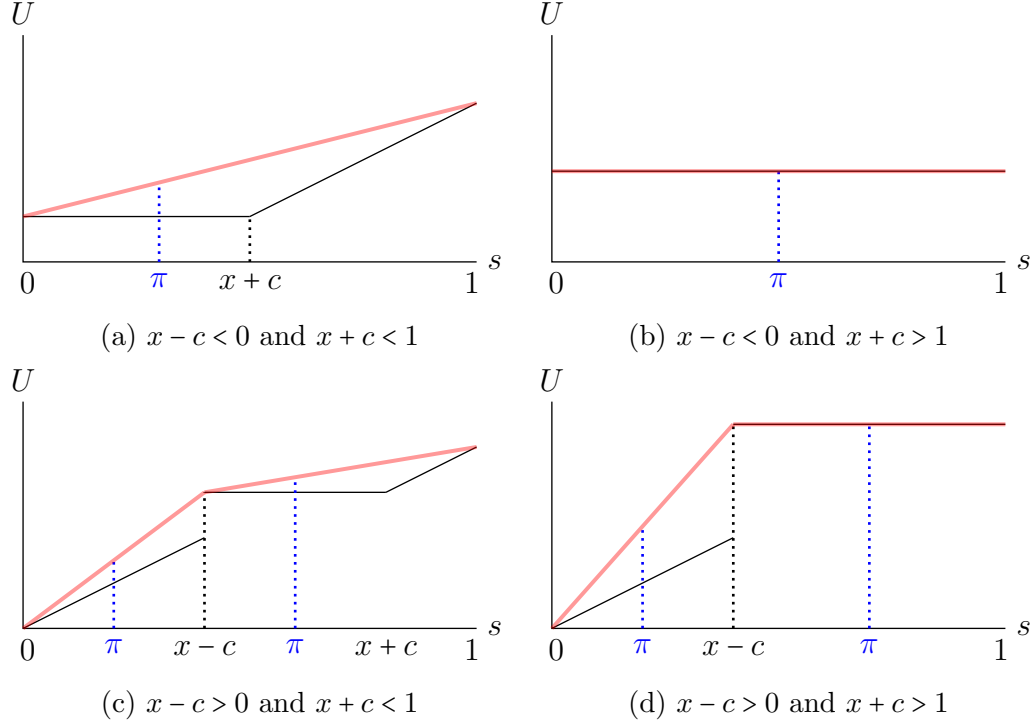 U U
0 π x + c 1 s 0 π 1 s
(a) x − c < 0 and x + c < 1 (b) x − c < 0 and x + c > 1
U U
0 π x − c π x + c 1 s 0 π x − c π 1 s
(c) x − c > 0 and x + c < 1 (d) x − c > 0 and x + c > 1